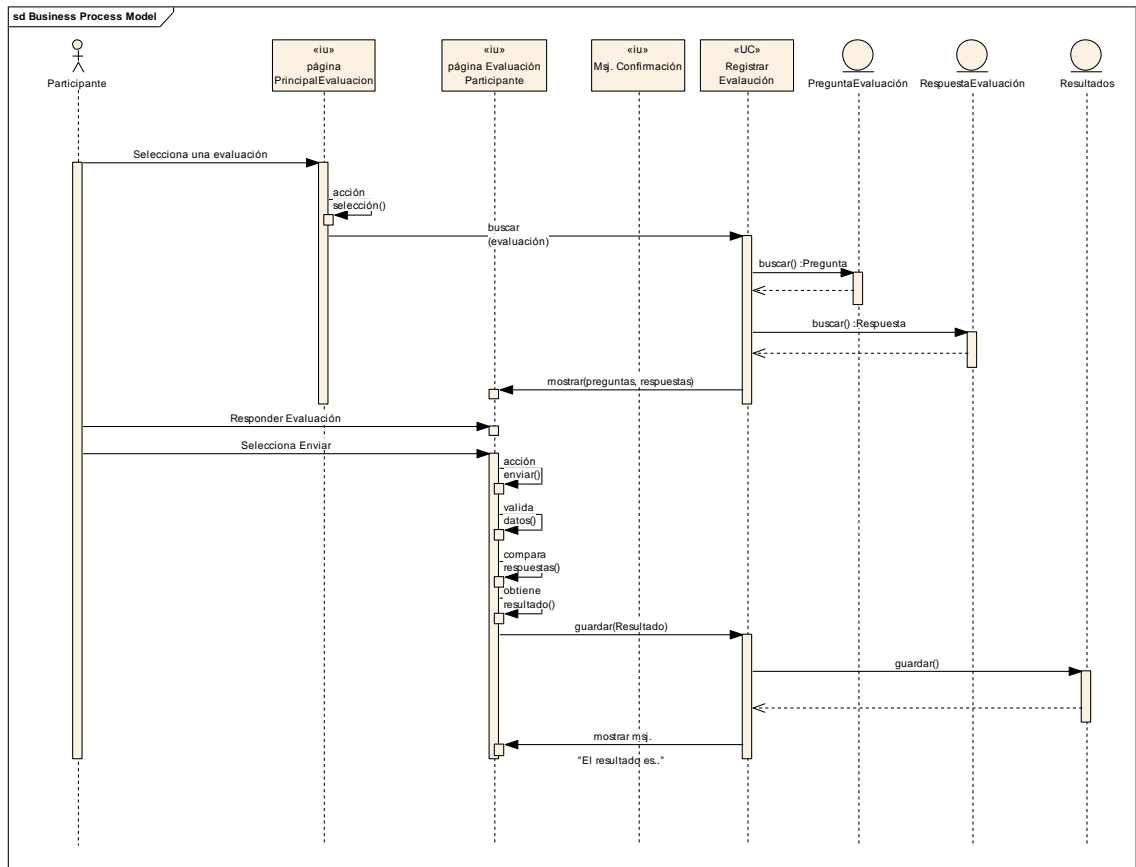 sd Business Process Model
Participante
«iu»
página
PrincipalEvaluacion
«iu»
página Evaluación
Participante
«iu»
Msj. Confirmación
«UC»
Registrar
Evalaución
PreguntaEvaluación
RespuestaEvaluación
Resultados
Selecciona una evaluación
acción
selección()
buscar
(evaluación)
buscar() :Pregunta
buscar() :Respuesta
mostrar(preguntas, respuestas)
Responder Evaluación
Selecciona Enviar
acción
enviar()
valida
datos()
compara
respuestas()
obtiene
resultado()
guardar(Resultado)
guardar()
mostrar msj.
"El resultado es.."